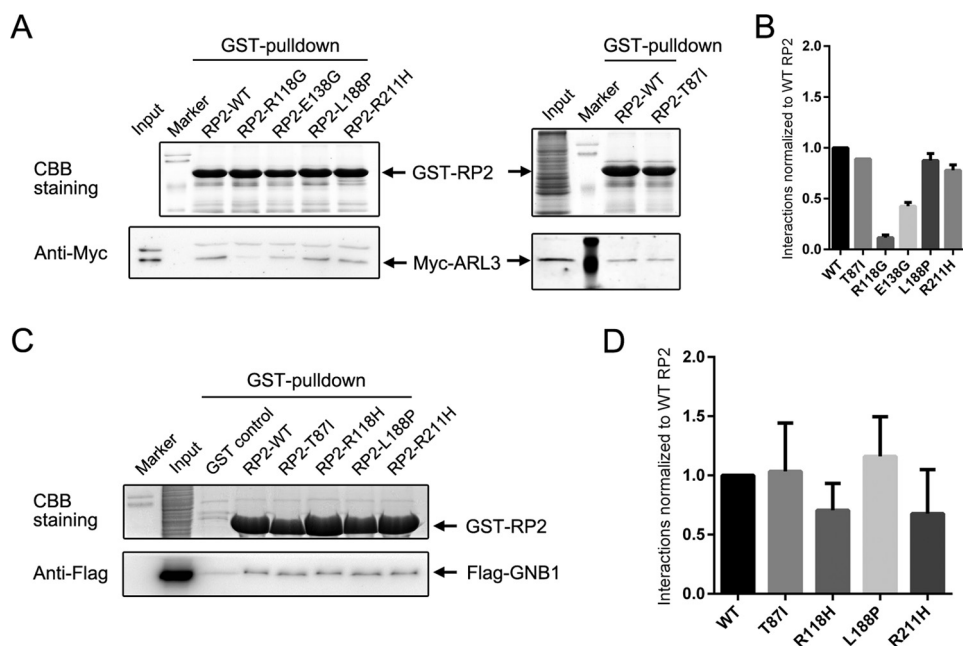 A
GST-pulldown
GST-pulldown
Input
Marker
RP2-WT
RP2-R118G
RP2-E138G
RP2-L188P
RP2-R211H
Input
Marker
RP2-WT
RP2-T87I
CBB
staining
GST-RP2
Anti-Myc
Myc-ARL3
B
Interactions normalized to WT RP2
2.0
1.5
1.0
0.5
0.0
WT
T87I
R118G
E138G
L188P
R211H
C
GST-pulldown
Marker
Input
GST control
RP2-WT
RP2-T87I
RP2-R118H
RP2-L188P
RP2-R211H
CBB
staining
GST-RP2
Anti-Flag
Flag-GNB1
D
Interactions normalized to WT RP2
2.0
1.5
1.0
0.5
0.0
WT
T87I
R118H
L188P
R211H